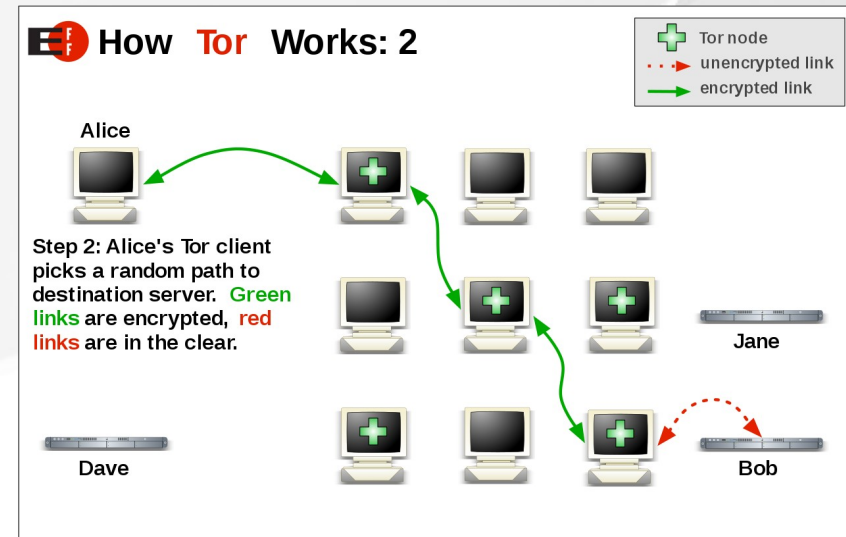 EFF How Tor Works: 2
Tor node
unencrypted link
encrypted link
Alice
Step 2: Alice's Tor client
picks a random path to
destination server. Green
links are encrypted, red
links are in the clear.
Jane
Dave
Bob